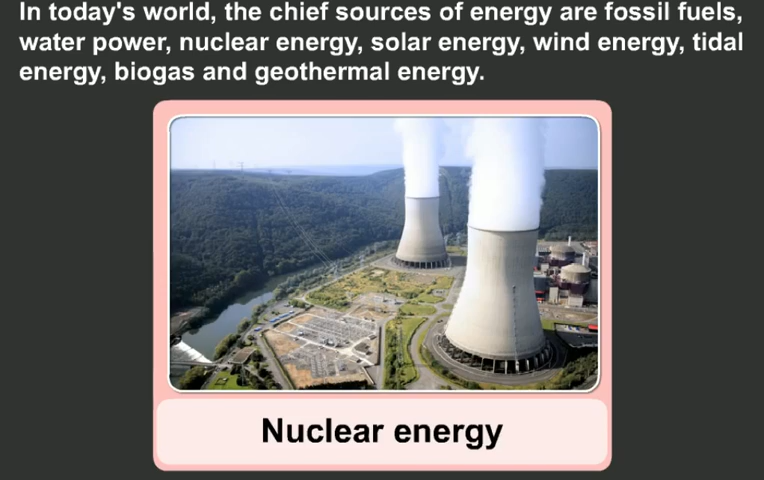 In today's world, the chief sources of energy are fossil fuels,
water power, nuclear energy, solar energy, wind energy, tidal
energy, biogas and geothermal energy.
Nuclear energy